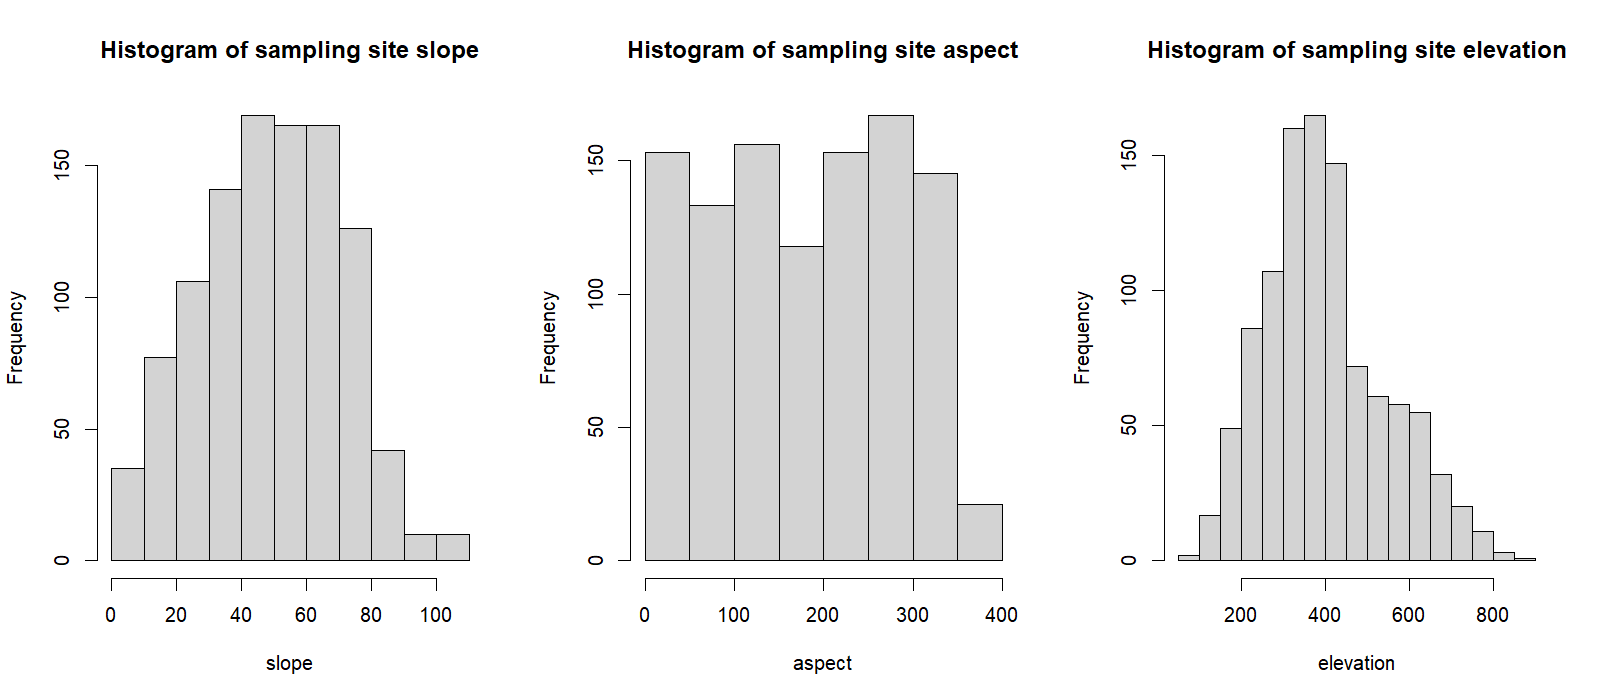 Histogram of sampling site slope
Frequency
0
50
100
150
0 20 40 60 80 100
slope
Histogram of sampling site aspect
Frequency
0
50
100
150
0 100 200 300 400
aspect
Histogram of sampling site elevation
Frequency
0
50
100
150
200 400 600 800
elevation